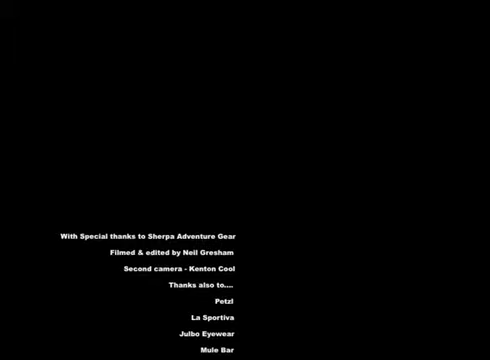 With Special thanks to Sherpa Adventure Gear
Filmed & edited by Neil Gresham
Second camera - Kenton Cool
Thanks also to....
Petzl
La Sportiva
Julbo Eyewear
Mule Bar